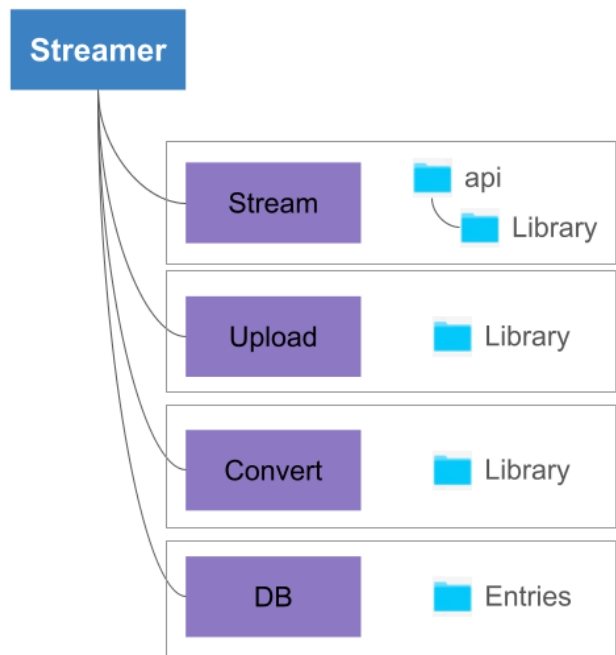 Streamer
Stream
api
Library
Upload
Library
Convert
Library
DB
Entries